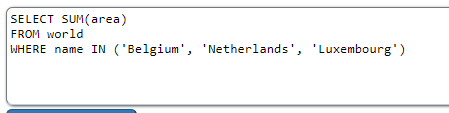 SELECT SUM(area)
FROM world
WHERE name IN ('Belgium', 'Netherlands', 'Luxembourg')